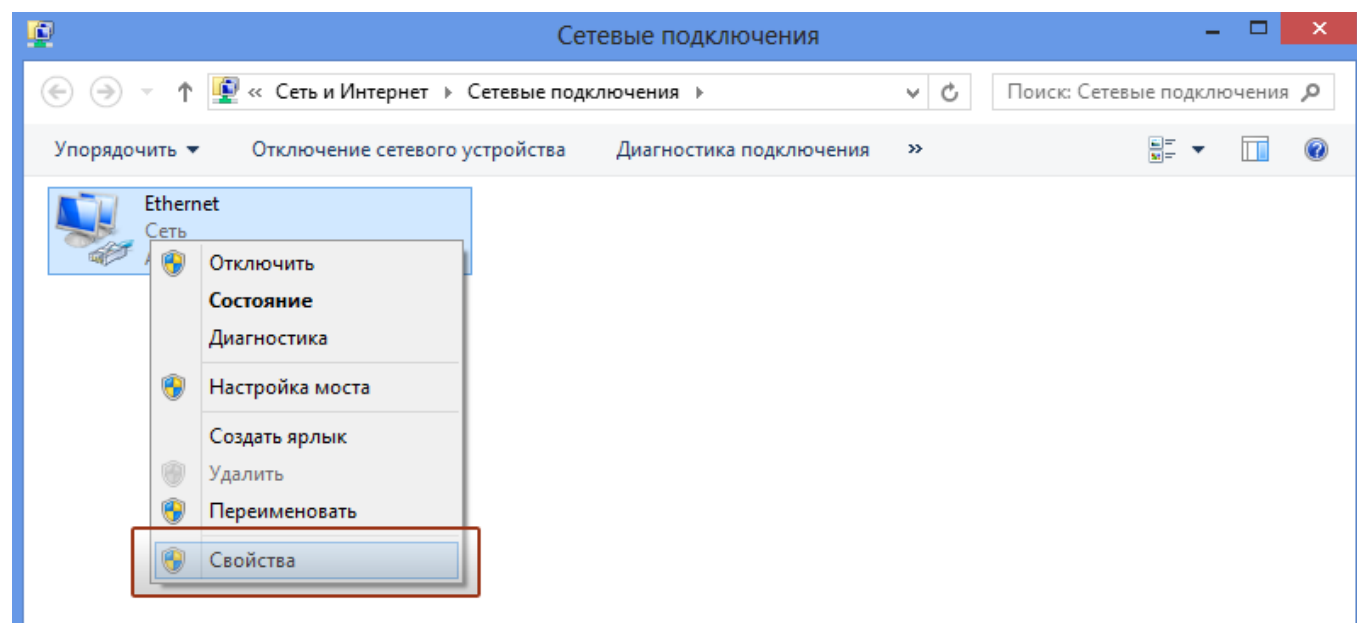 Сетевые подключения
« Сеть и Интернет Сетевые подключения
Поиск: Сетевые подключения
Упорядочить Отключение сетевого устройства Диагностика подключения »
Ethernet
Сеть
Отключить
Состояние
Диагностика
Настройка моста
Создать ярлык
Удалить
Переименовать
Свойства